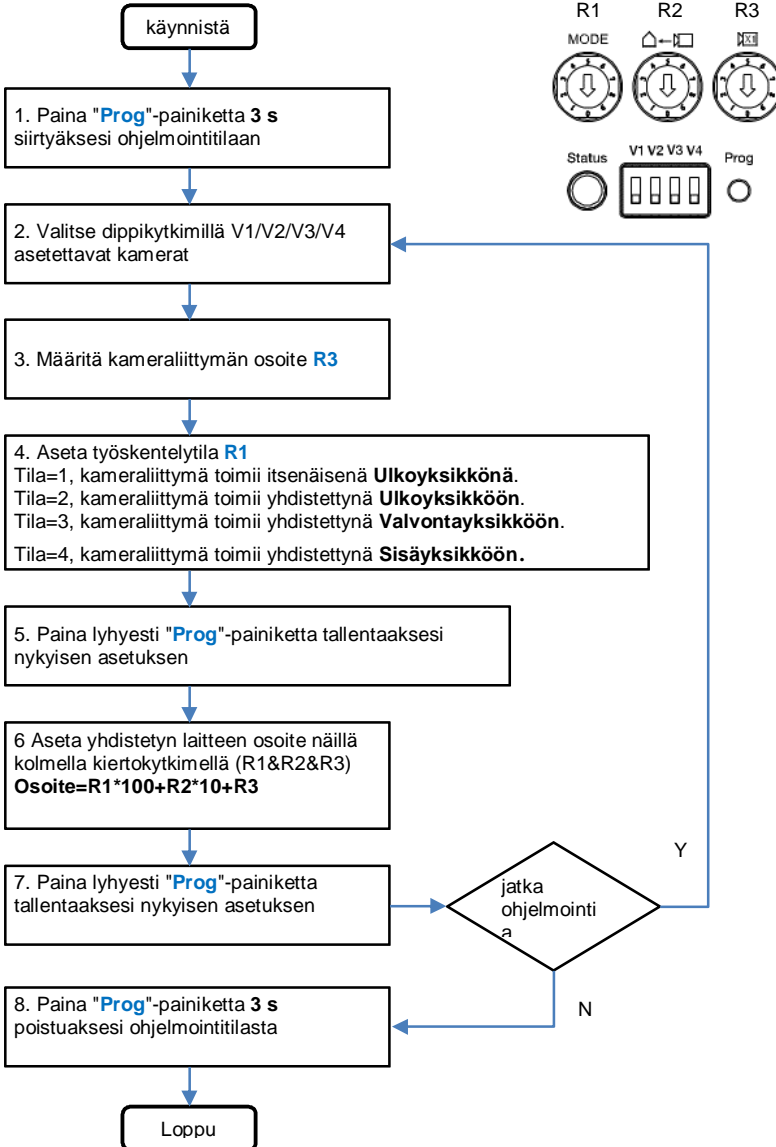 käynnistä
R1 R2 R3
MODE
X1
Status V1 V2 V3 V4 Prog
1. Paina "Prog"-painiketta 3 s
siirtyäksesi ohjelmointitilaan
2. Valitse dippikytkimillä V1/V2/V3/V4
asetettavat kamerat
3. Määritä kameraliittymän osoite R3
4. Aseta työskentelytila R1
Tila=1, kameraliittymä toimii itsenäisenä Ulkoyksikkönä.
Tila=2, kameraliittymä toimii yhdistettynä Ulkoyksikköön.
Tila=3, kameraliittymä toimii yhdistettynä Valvontayksikköön.
Tila=4, kameraliittymä toimii yhdistettynä Sisäyksikköön.
5. Paina lyhyesti "Prog"-painiketta tallentaaksesi
nykyisen asetuksen
6 Aseta yhdistetyn laitteen osoite näillä
kolmella kiertokytkimellä (R1&R2&R3)
Osoite=R1*100+R2*10+R3
7. Paina lyhyesti "Prog"-painiketta
tallentaaksesi nykyisen asetuksen
jatka
ohjelmointi
a
Y
N
8. Paina "Prog"-painiketta 3 s
poistuaksesi ohjelmointitilasta
Loppu